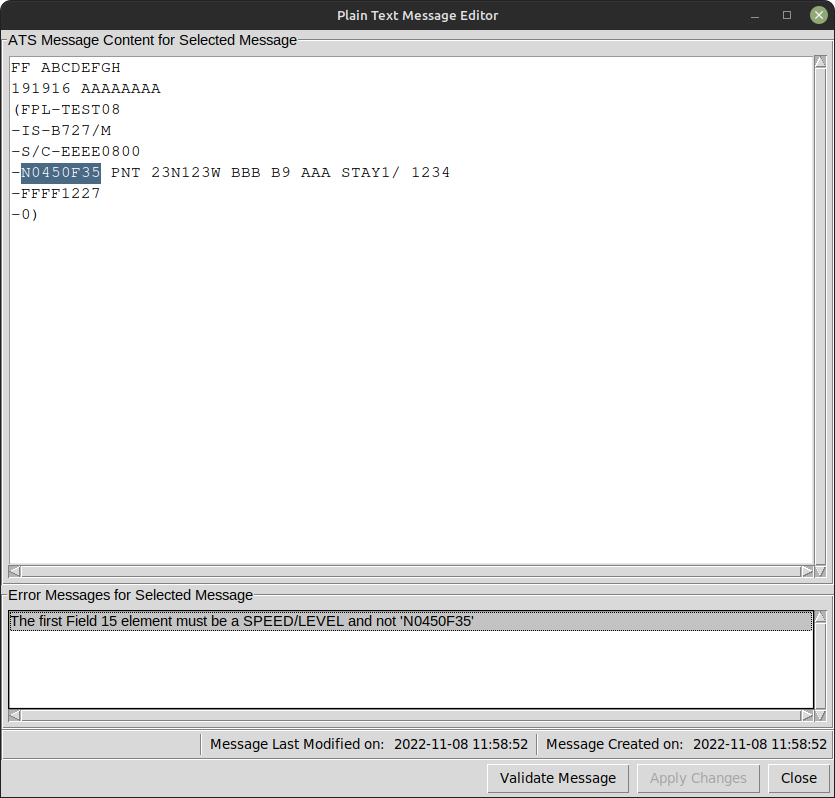 Plain Text Message Editor
ATS Message Content for Selected Message
FF ABCDEFGH
191916 AAAAAAAA
(FPL-TEST08
-IS-B727/M
-S/C-EEEE0800
-N0450F35 PNT 23N123W BBB B9 AAA STAY1/ 1234
-FFFF1227
-0)
Error Messages for Selected Message
The first Field 15 element must be a SPEED/LEVEL and not 'N0450F35'
Message Last Modified on: 2022-11-08 11:58:52 Message Created on: 2022-11-08 11:58:52
Validate Message Apply Changes Close